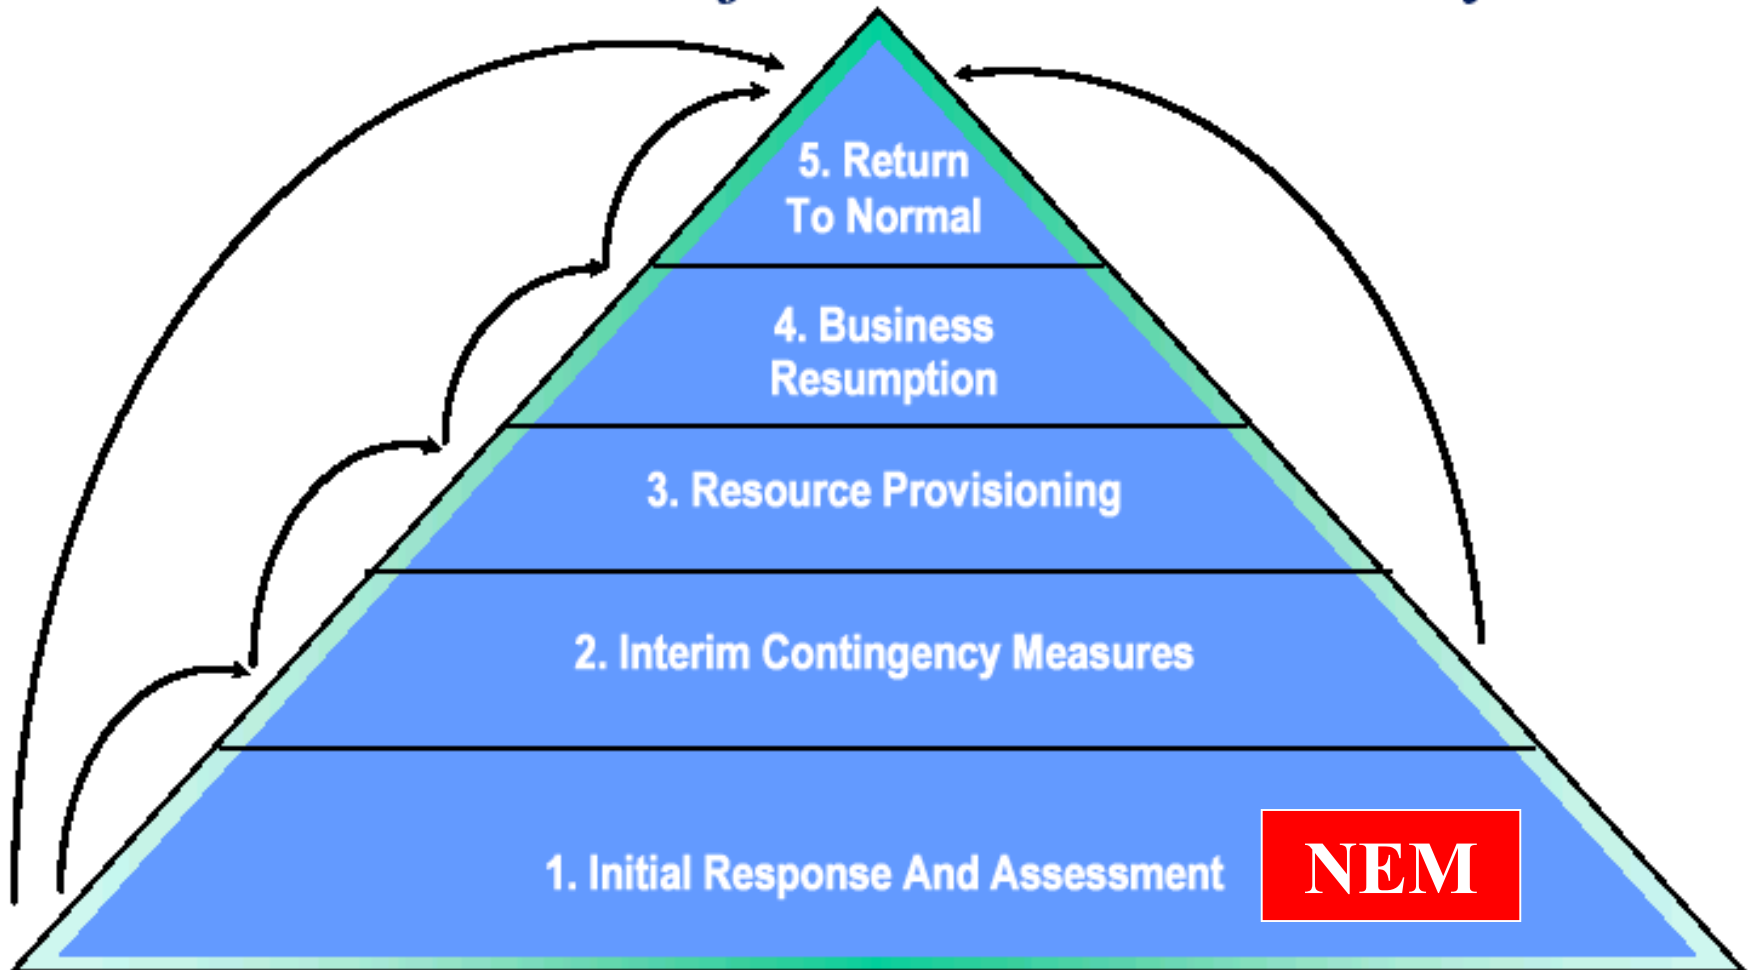 5. Return
To Normal
4. Business
Resumption
3. Resource Provisioning
2. Interim Contingency Measures
1. Initial Response And Assessment
NEM